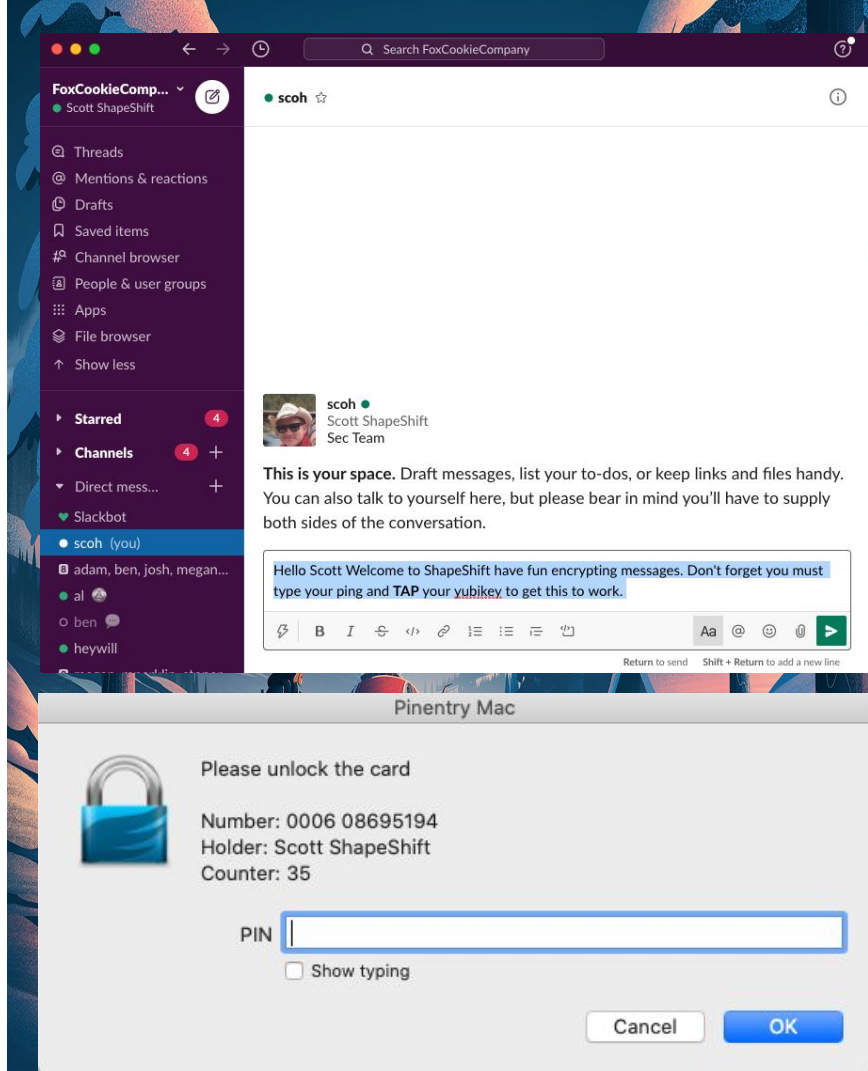 Search FoxCookieCompany
FoxCookieComp...
Scott ShapeShift
Threads
Mentions & reactions
Drafts
Saved items
Channel browser
People & user groups
Apps
File browser
Show less
Starred 4
Channels 4 +
Direct mess... +
Slackbot
scoh (you)
adam, ben, josh, megan...
al
ben
heywill
scoh
scoh
Scott ShapeShift
Sec Team
This is your space. Draft messages, list your to-dos, or keep links and files handy.
You can also talk to yourself here, but please bear in mind you'll have to supply
both sides of the conversation.
Hello Scott Welcome to ShapeShift have fun encrypting messages. Don't forget you must
type your ping and TAP your yubikey to get this to work.
B I S </> Aa @
Return to send Shift + Return to add a new line
Pinentry Mac
Please unlock the card
Number: 0006 08695194
Holder: Scott ShapeShift
Counter: 35
PIN
Show typing
Cancel OK